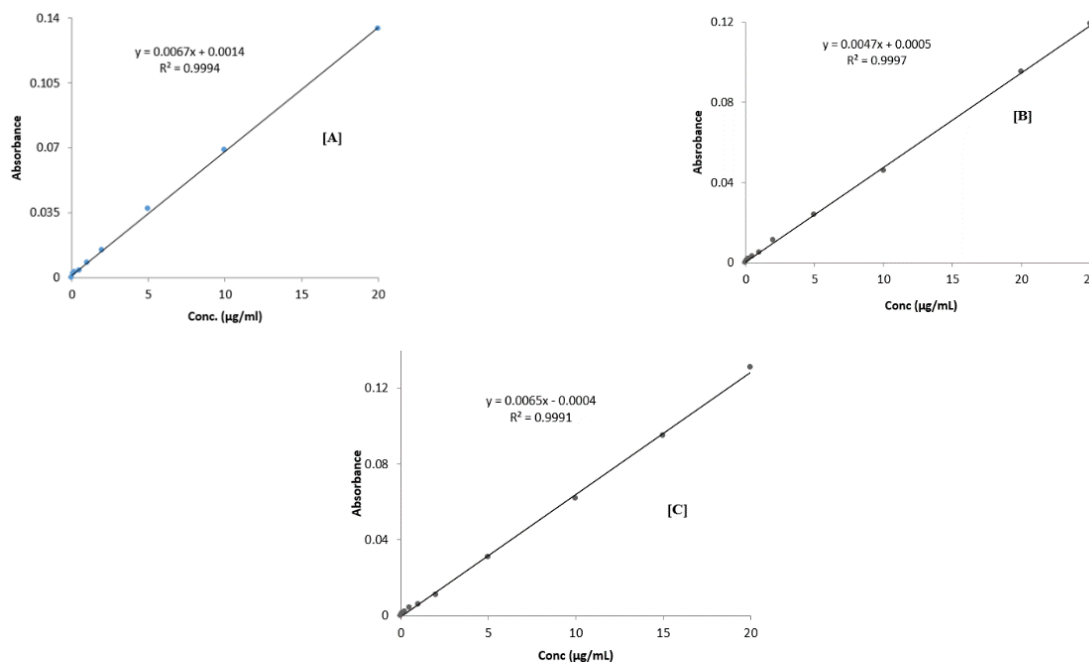 0.14
y = 0.0067x + 0.0014
R² = 0.9994
0.105
[A]
0.07
Absorbance
0.035
0
0 5 10 15 20
Conc. (µg/ml)
0.12
y = 0.0047x + 0.0005
R² = 0.9997
[B]
0.08
Absrobance
0.04
0
0 5 10 15 20 25
Conc (µg/mL)
0.12
y = 0.0065x - 0.0004
R² = 0.9991
0.08
Absorbance
[C]
0.04
0
0 5 10 15 20
Conc (µg/mL)